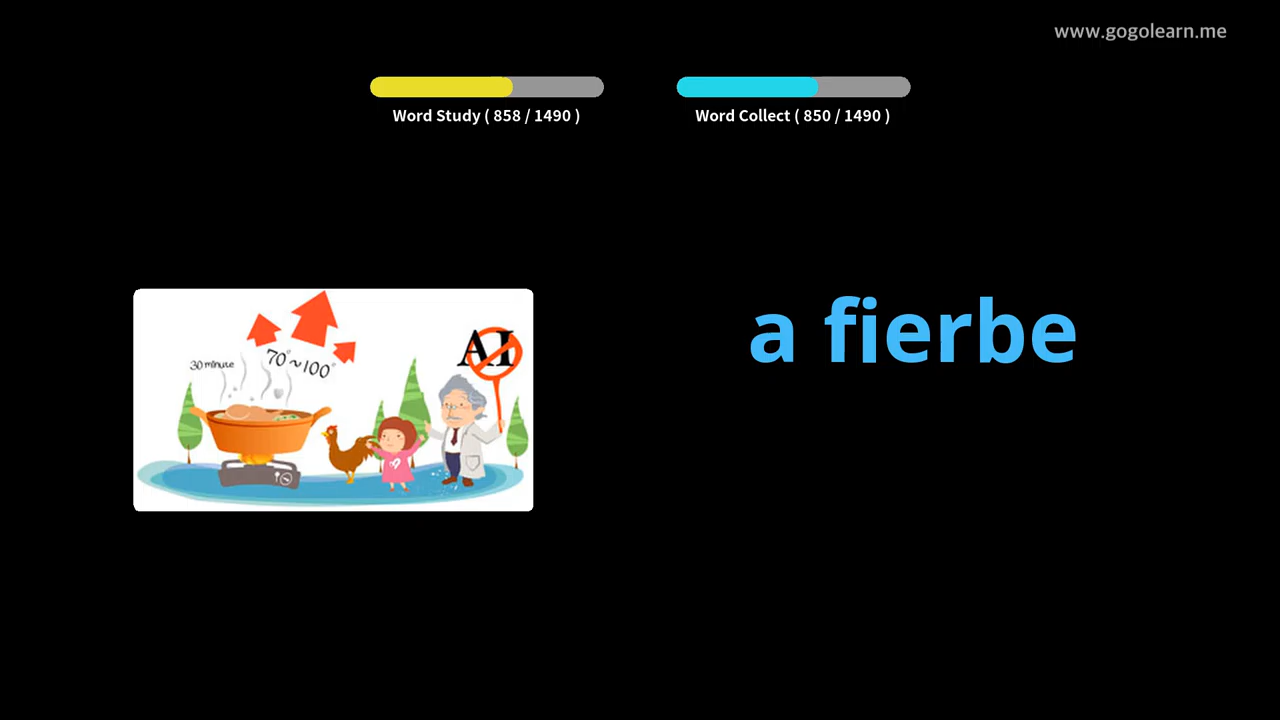 www.gogolearn.me
Word Study ( 858 / 1490 )
Word Collect ( 850 / 1490 )
a fierbe
30 minute
70°~100°
AI